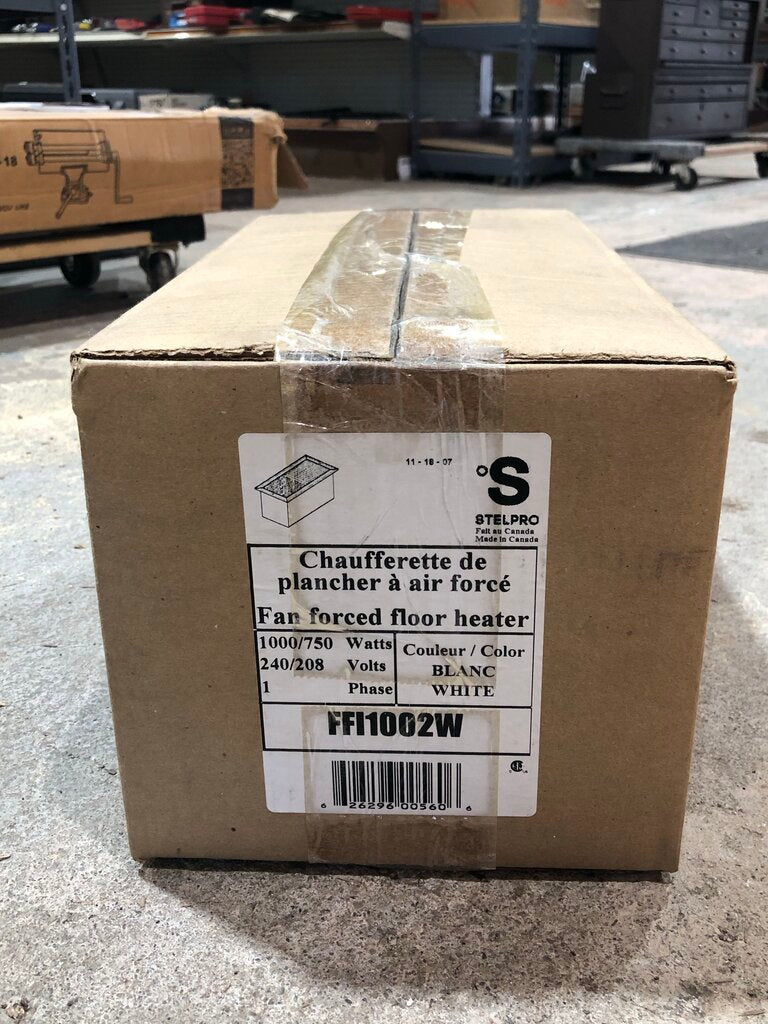 -18
11 - 18 - 07
°S
STELPRO
Fait au Canada
Made in Canada
Chaufferette de
plancher à air forcé
Fan forced floor heater
1000/750 Watts
240/208 Volts
1 Phase
Couleur / Color
BLANC
WHITE
FFI1002W
6 26296 00560 6